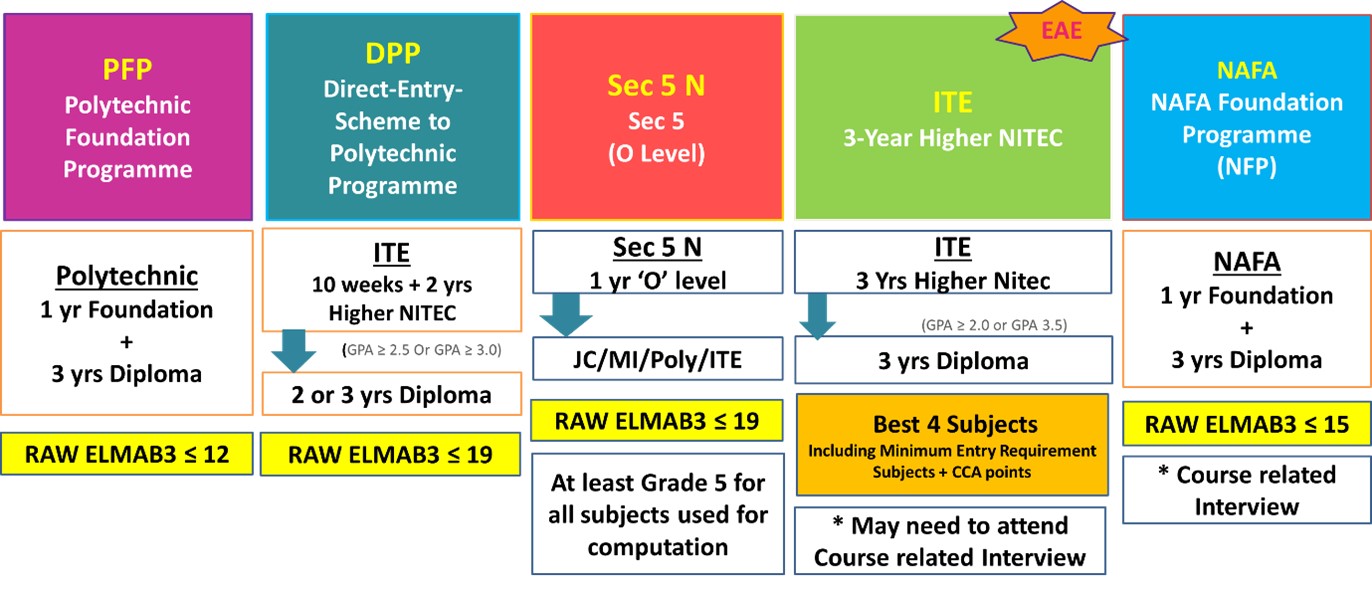 PFP
Polytechnic
Foundation
Programme
Polytechnic
1 yr Foundation
+
3 yrs Diploma
RAW ELMAB3 ≤ 12
DPP
Direct-Entry-
Scheme to
Polytechnic
Programme
ITE
10 weeks + 2 yrs
Higher NITEC
(GPA ≥ 2.5 Or GPA ≥ 3.0)
2 or 3 yrs Diploma
RAW ELMAB3 ≤ 19
Sec 5 N
Sec 5
(O Level)
Sec 5 N
1 yr ‘O’ level
JC/MI/Poly/ITE
RAW ELMAB3 ≤ 19
At least Grade 5 for
all subjects used for
computation
EAE
ITE
3-Year Higher NITEC
ITE
3 Yrs Higher Nitec
(GPA ≥ 2.0 or GPA 3.5)
3 yrs Diploma
Best 4 Subjects
Including Minimum Entry Requirement
Subjects + CCA points
* May need to attend
Course related Interview
NAFA
NAFA Foundation
Programme
(NFP)
NAFA
1 yr Foundation
+
3 yrs Diploma
RAW ELMAB3 ≤ 15
* Course related
Interview